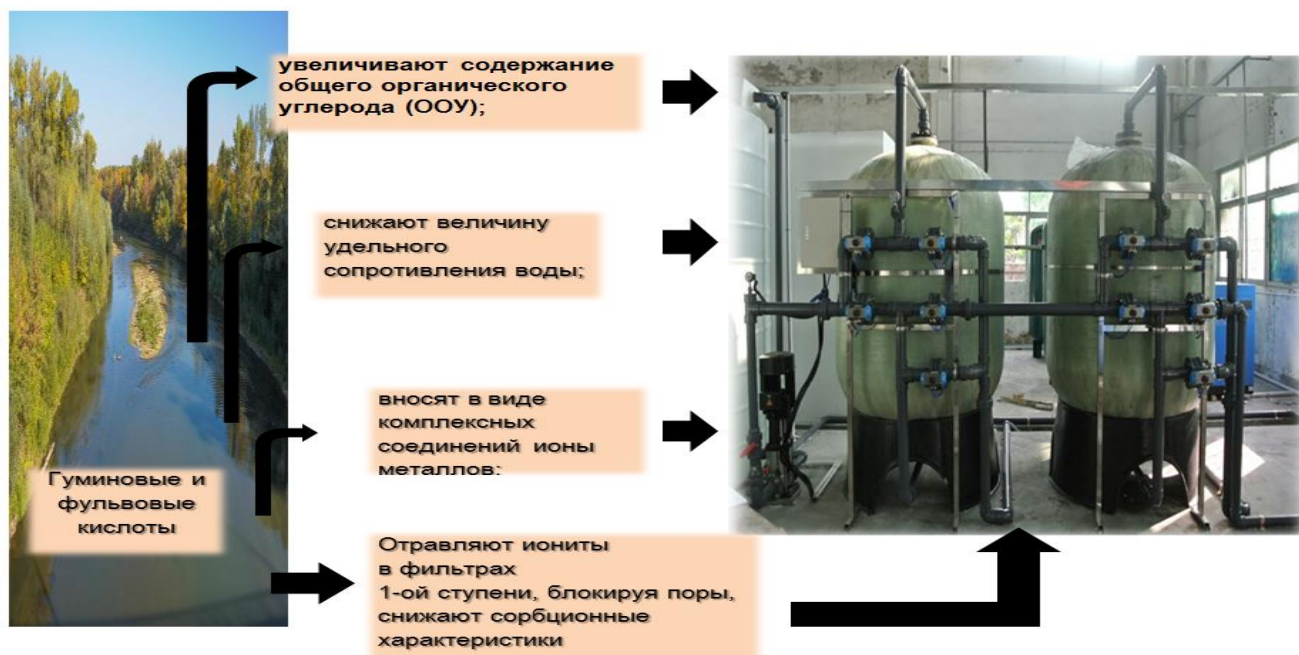 увеличивают содержание
общего органического
углерода (ООУ);
снижают величину
удельного
сопротивления воды;
вносят в виде
комплексных
соединений ионы
металлов:
Гуминовые и
фульвовые
кислоты
Отравляют иониты
в фильтрах
1-ой ступени, блокируя поры,
снижают сорбционные
характеристики